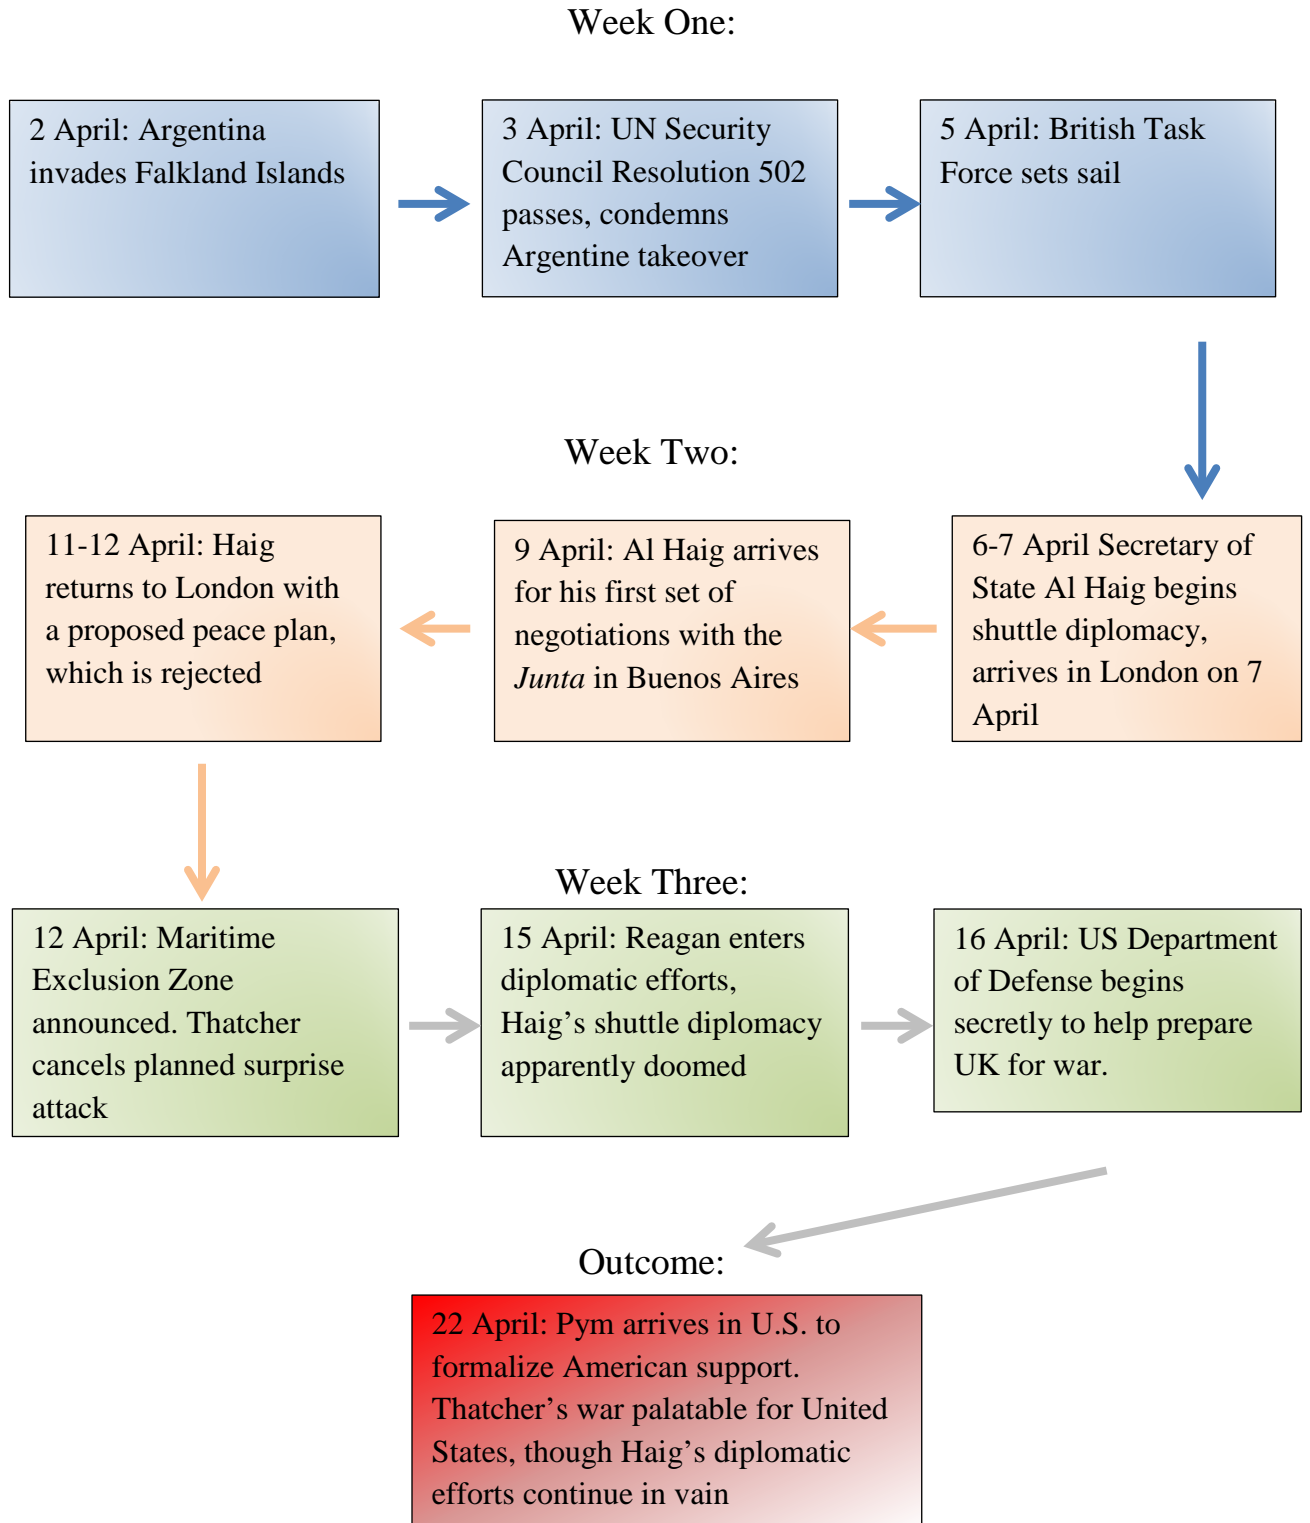 Week One:
2 April: Argentina
invades Falkland Islands
3 April: UN Security
Council Resolution 502
passes, condemns
Argentine takeover
5 April: British Task
Force sets sail
Week Two:
6-7 April Secretary of
State Al Haig begins
shuttle diplomacy,
arrives in London on 7
April
9 April: Al Haig arrives
for his first set of
negotiations with the
Junta in Buenos Aires
11-12 April: Haig
returns to London with
a proposed peace plan,
which is rejected
Week Three:
12 April: Maritime
Exclusion Zone
announced. Thatcher
cancels planned surprise
attack
15 April: Reagan enters
diplomatic efforts,
Haig’s shuttle diplomacy
apparently doomed
16 April: US Department
of Defense begins
secretly to help prepare
UK for war.
Outcome:
22 April: Pym arrives in U.S. to
formalize American support.
Thatcher’s war palatable for United
States, though Haig’s diplomatic
efforts continue in vain